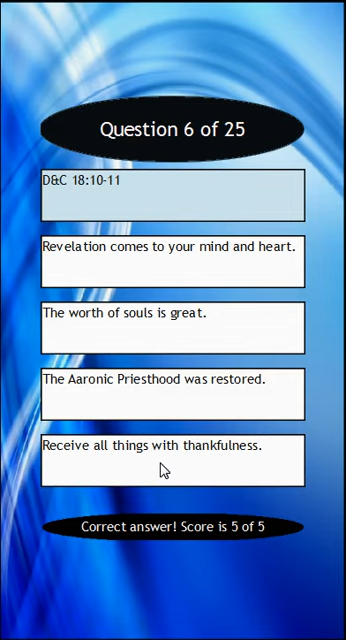 Question 6 of 25
D&C 18:10-11
Revelation comes to your mind and heart.
The worth of souls is great.
The Aaronic Priesthood was restored.
Receive all things with thankfulness.
Correct answer! Score is 5 of 5